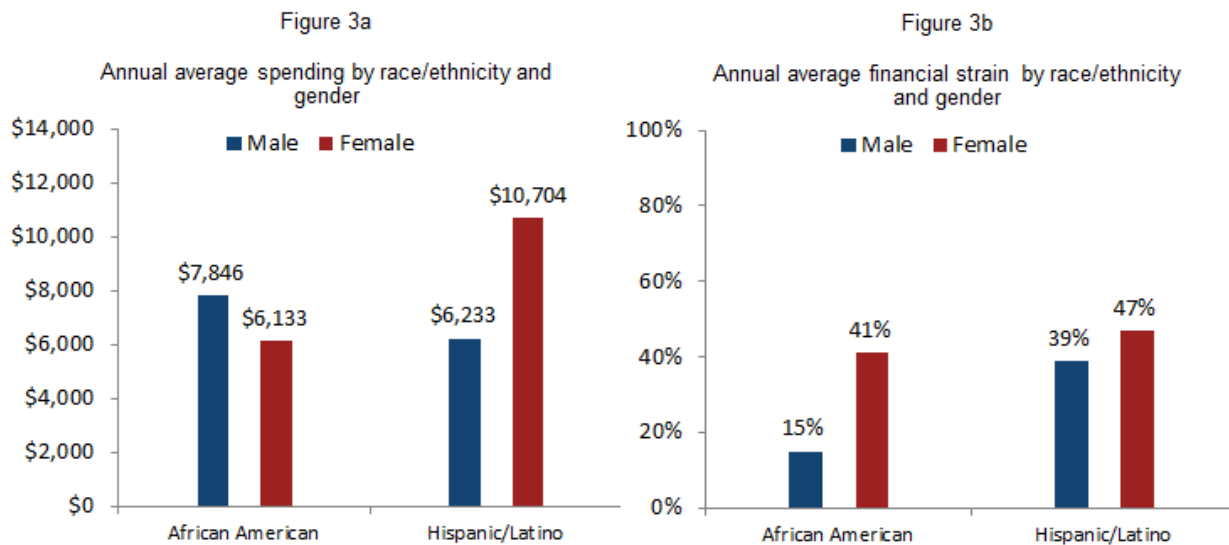 Figure 3a
Annual average spending by race/ethnicity and
gender
Male Female
$14,000
$12,000
$10,000
$8,000
$6,000
$4,000
$2,000
$0
$7,846
$6,133
$6,233
$10,704
African American Hispanic/Latino
Figure 3b
Annual average financial strain by race/ethnicity
and gender
Male Female
100%
80%
60%
40%
20%
0%
15%
41%
39%
47%
African American Hispanic/Latino